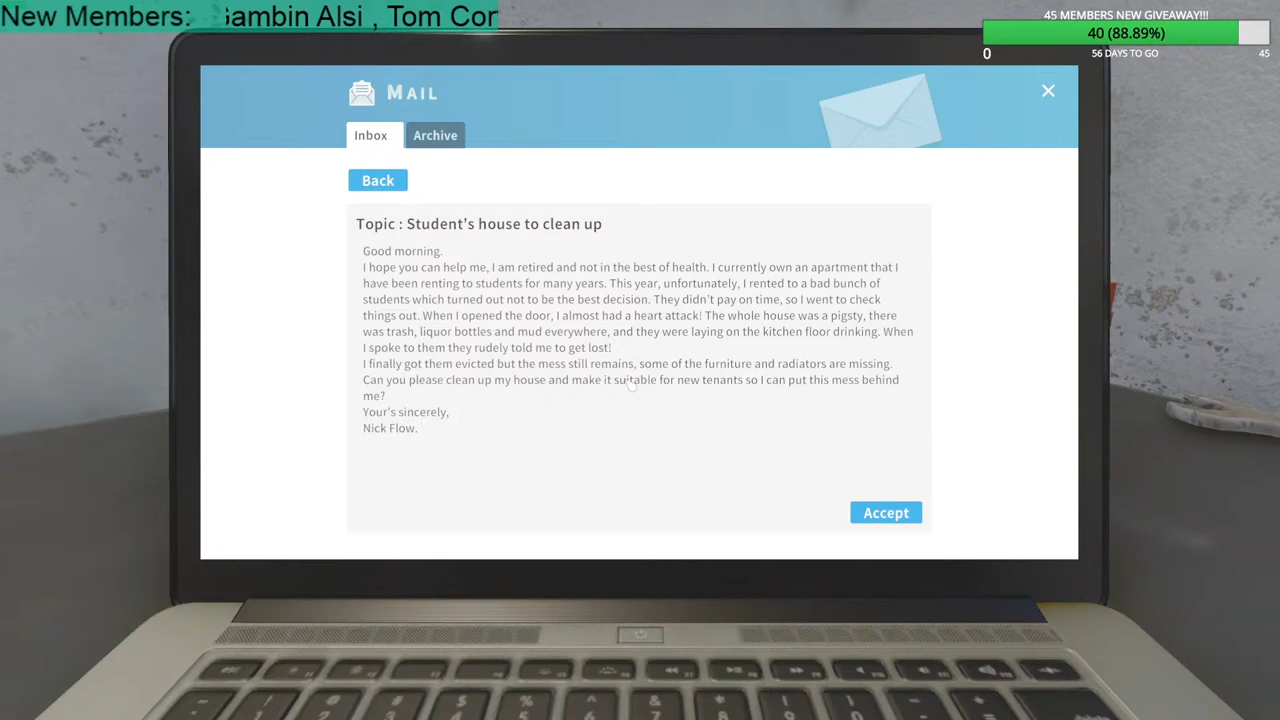 New Members: Gambin Alsi , Tom Cor
45 MEMBERS NEW GIVEAWAY!!!
40 (88.89%)
0 56 DAYS TO GO 45
MAIL
Inbox Archive
Back
Topic : Student's house to clean up
Good morning.
I hope you can help me, I am retired and not in the best of health. I currently own an apartment that I
have been renting to students for many years. This year, unfortunately, I rented to a bad bunch of
students which turned out not to be the best decision. They didn't pay on time, so I went to check
things out. When I opened the door, I almost had a heart attack! The whole house was a pigsty, there
was trash, liquor bottles and mud everywhere, and they were laying on the kitchen floor drinking. When
I spoke to them they rudely told me to get lost!
I finally got them evicted but the mess still remains, some of the furniture and radiators are missing.
Can you please clean up my house and make it suitable for new tenants so I can put this mess behind
me?
Your's sincerely,
Nick Flow.
Accept